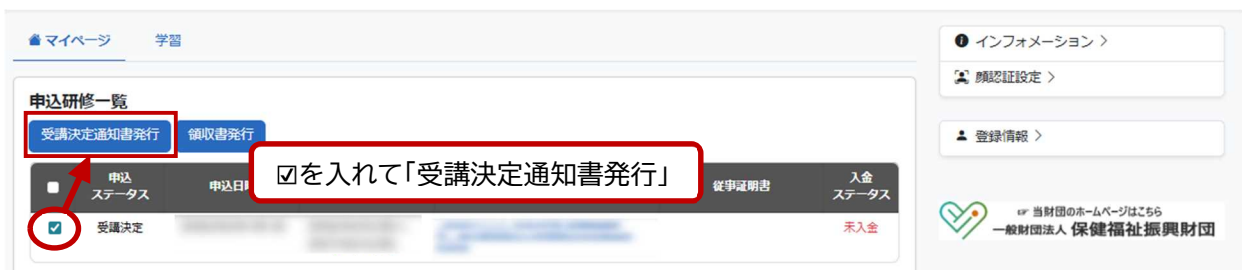 マイページ 学習
申込研修一覧
受講決定通知書発行 領収書発行
☑を入れて「受講決定通知書発行」
申込
ステータス
申込日
従事証明書
入金
ステータス
受講決定
未入金
インフォメーション >
顔認証設定 >
登録情報 >
☞ 当財団のホームページはこちら
一般財団法人 保健福祉振興財団